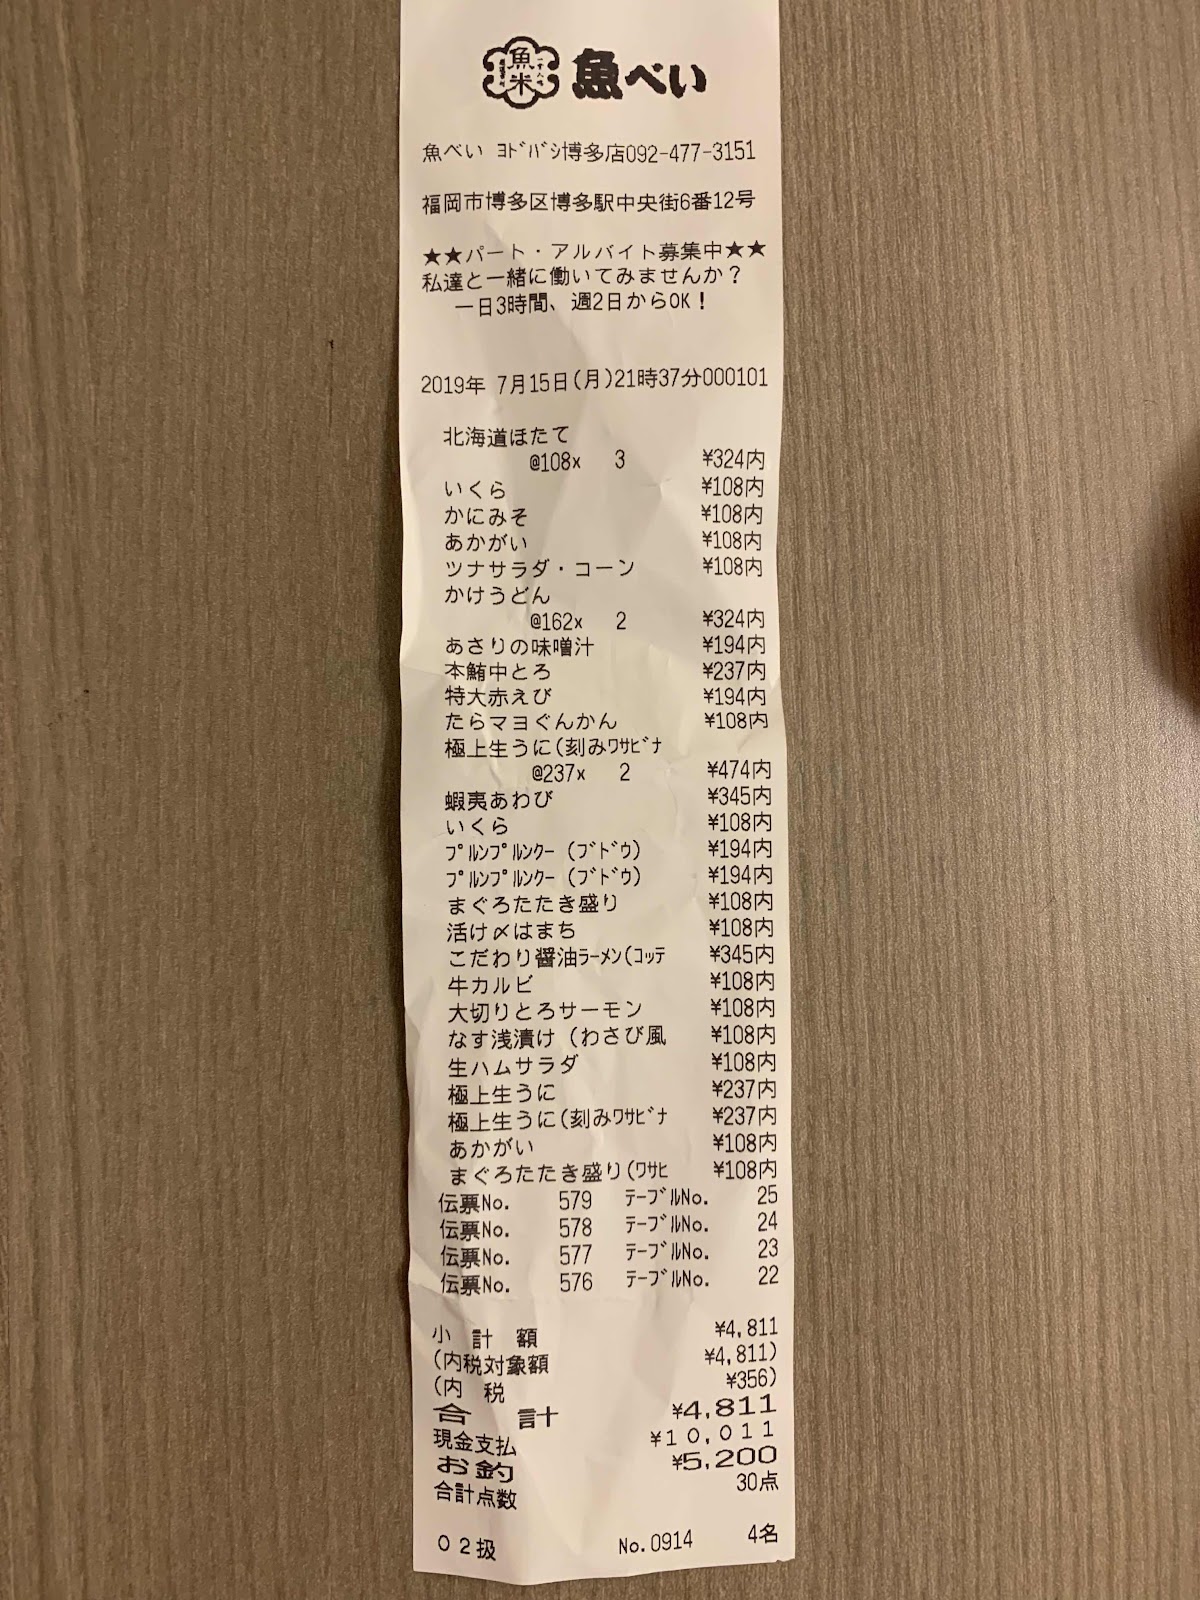 魚米
魚べい
魚べい ﾖﾄﾞﾊﾞｼ博多店092-477-3151
福岡市博多区博多駅中央街6番12号
★★パート・アルバイト募集中★★
私達と一緒に働いてみませんか？
一日3時間、週2日からOK！
2019年 7月15日(月)21時37分000101
北海道ほたて
@108× 3 ¥324内
いくら ¥108内
かにみそ ¥108内
あかがい ¥108内
ツナサラダ・コーン ¥108内
かけうどん
@162× 2 ¥324内
あさりの味噌汁 ¥194内
本鮪中とろ ¥237内
特大赤えび ¥194内
たらマヨぐんかん ¥108内
極上生うに(刻みﾜｻﾋﾞﾅ
@237× 2 ¥474内
蝦夷あわび ¥345内
いくら ¥108内
ﾌﾟﾙﾝﾌﾟﾙﾝｸｰ (ﾌﾞﾄﾞｳ) ¥194内
ﾌﾟﾙﾝﾌﾟﾙﾝｸｰ (ﾌﾞﾄﾞｳ) ¥194内
まぐろたたき盛り ¥108内
活け〆はまち ¥108内
こだわり醤油ﾗｰﾒﾝ(ｺｯﾃ ¥345内
牛カルビ ¥108内
大切りとろサーモン ¥108内
なす浅漬け (わさび風 ¥108内
生ハムサラダ ¥108内
極上生うに ¥237内
極上生うに(刻みﾜｻﾋﾞﾅ ¥237内
あかがい ¥108内
まぐろたたき盛り(ﾜｻﾋ ¥108内
伝票No. 579 ﾃｰﾌﾞﾙNo. 25
伝票No. 578 ﾃｰﾌﾞﾙNo. 24
伝票No. 577 ﾃｰﾌﾞﾙNo. 23
伝票No. 576 ﾃｰﾌﾞﾙNo. 22
小 計 額 ¥4,811
(内税対象額 ¥4,811)
(内 税 ¥356)
合 計 ¥4,811
現金支払 ¥10,011
お釣 ¥5,200
合計点数 30点
02扱 No.0914 4名